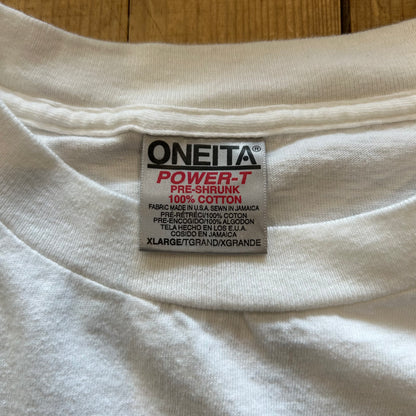 ONEITA®
POWER-T
PRE-SHRUNK
100% COTTON
FABRIC MADE IN U.S.A. SEWN IN JAMAICA
PRE-RÉTRÉCI/100% COTON
PRE-ENCOGIDO/100% ALGODON
TELA HECHO EN LOS E.U.A.
COSIDO EN JAMAICA
XLARGE/TGRAND/XGRANDE